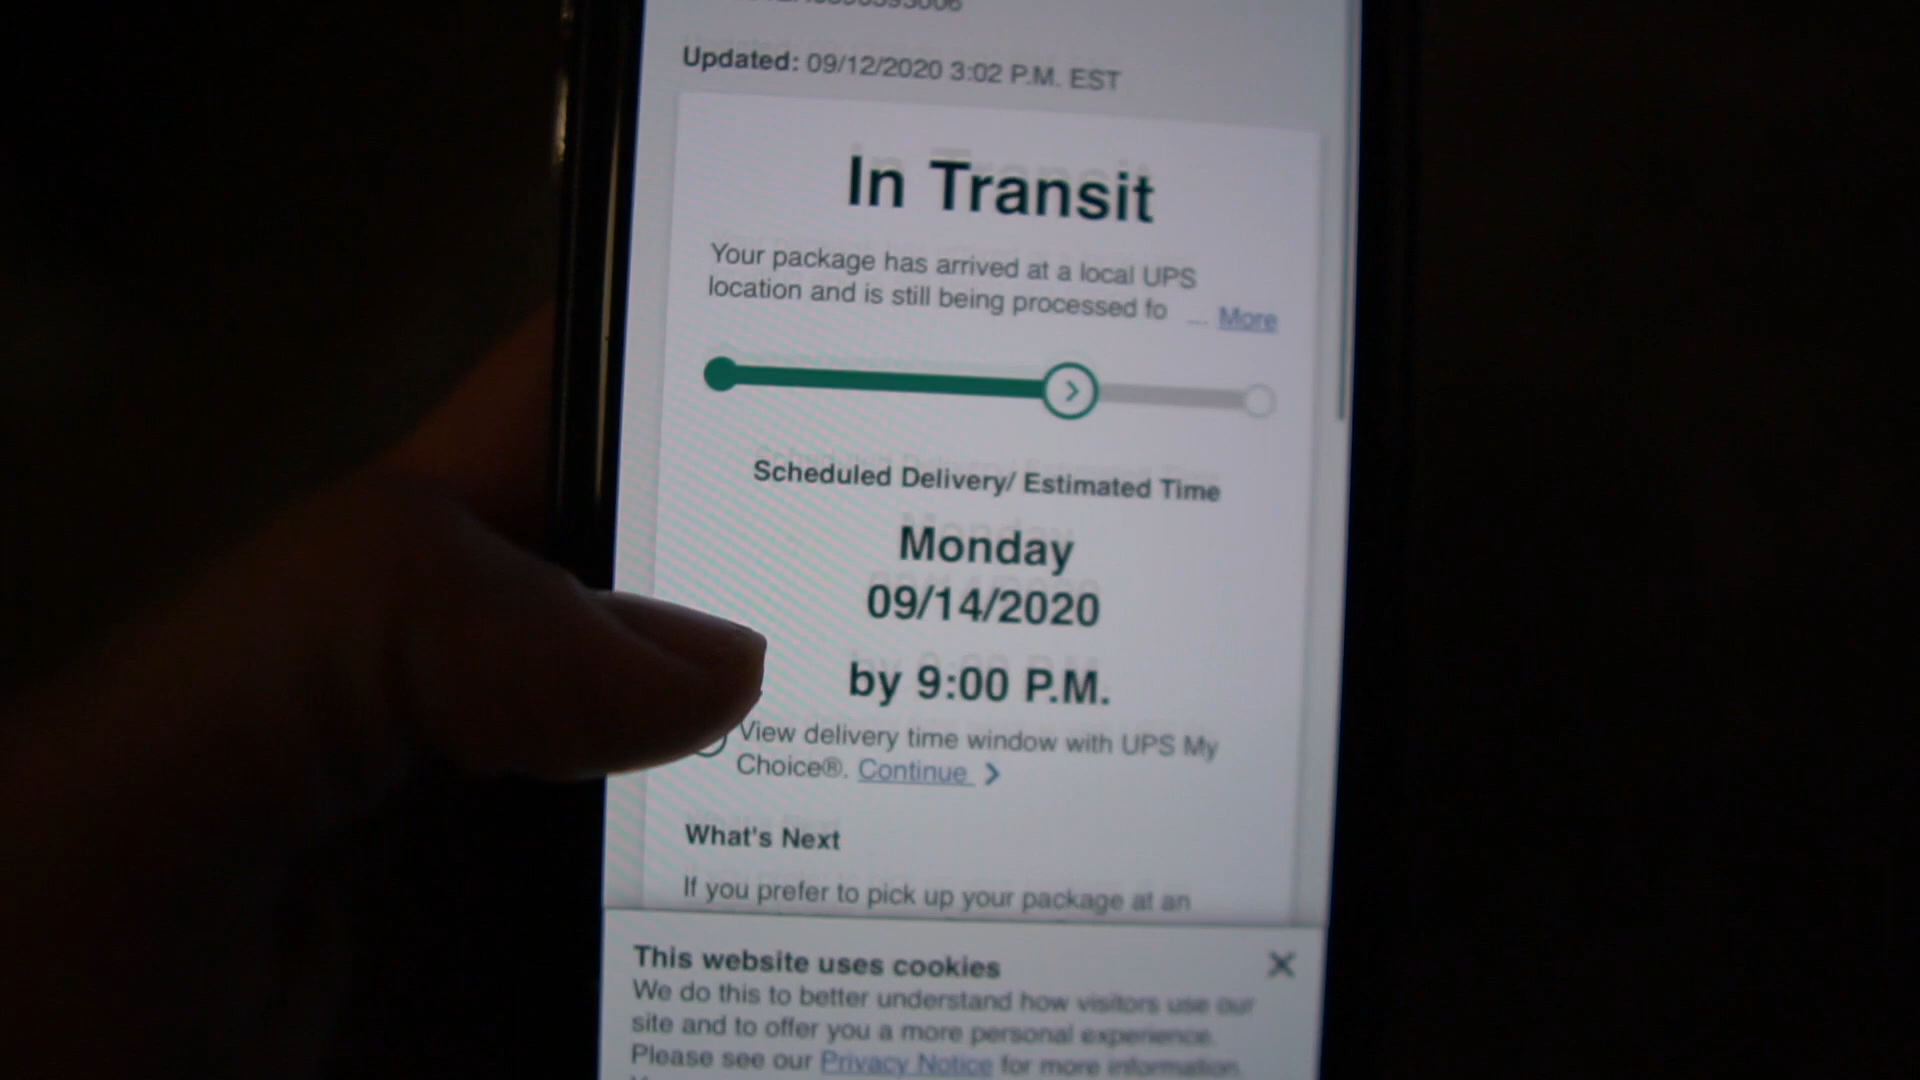 Updated: 09/12/2020 3:02 P.M. EST
In Transit
Your package has arrived at a local UPS
location and is still being processed fo ... More
Scheduled Delivery/ Estimated Time
Monday
09/14/2020
by 9:00 P.M.
View delivery time window with UPS My
Choice®. Continue
What's Next
If you prefer to pick up your package at an
This website uses cookies
We do this to better understand how visitors use our
site and to offer you a more personal experience.
Please see our Privacy Notice for more information.